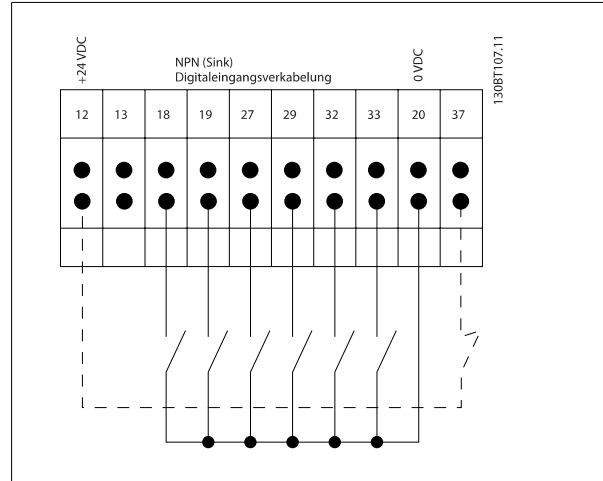 +24 VDC
NPN (Sink)
Digitaleingangsverkabelung
0 VDC
130BT107.11
12 13 18 19 27 29 32 33 20 37